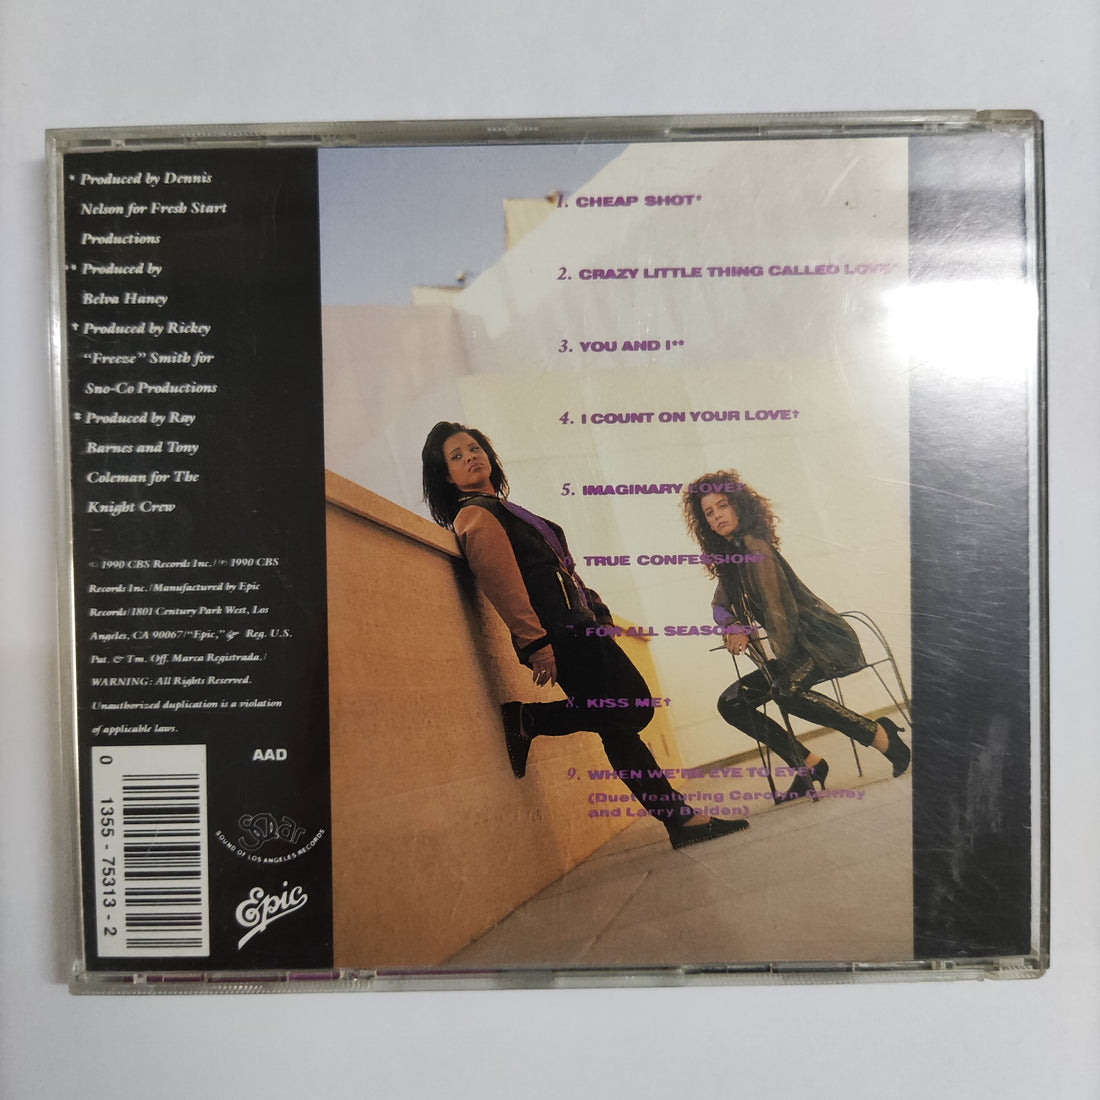 * Produced by Dennis
Nelson for Fresh Start
Productions
** Produced by
Belva Haney
† Produced by Rickey
"Freeze" Smith for
Sno-Co Productions
‡ Produced by Ray
Barnes and Tony
Coleman for The
Knight Crew
© 1990 CBS Records Inc./℗ 1990 CBS
Records Inc./Manufactured by Epic
Records/1801 Century Park West, Los
Angeles, CA 90067/"Epic," & Reg. U.S.
Pat. & Tm. Off. Marca Registrada./
WARNING: All Rights Reserved.
Unauthorized duplication is a violation
of applicable laws.
0 1355-75313-2
AAD
Solar
SOUND OF LOS ANGELES RECORDS
Epic
1. CHEAP SHOT*
2. CRAZY LITTLE THING CALLED LOVE*
3. YOU AND I**
4. I COUNT ON YOUR LOVE†
5. IMAGINARY LOVE†
6. TRUE CONFESSION†
7. FOR ALL SEASONS
8. KISS ME†
9. WHEN WE'RE EYE TO EYE†
(Duet featuring Carolyn
and Larry Bolden)